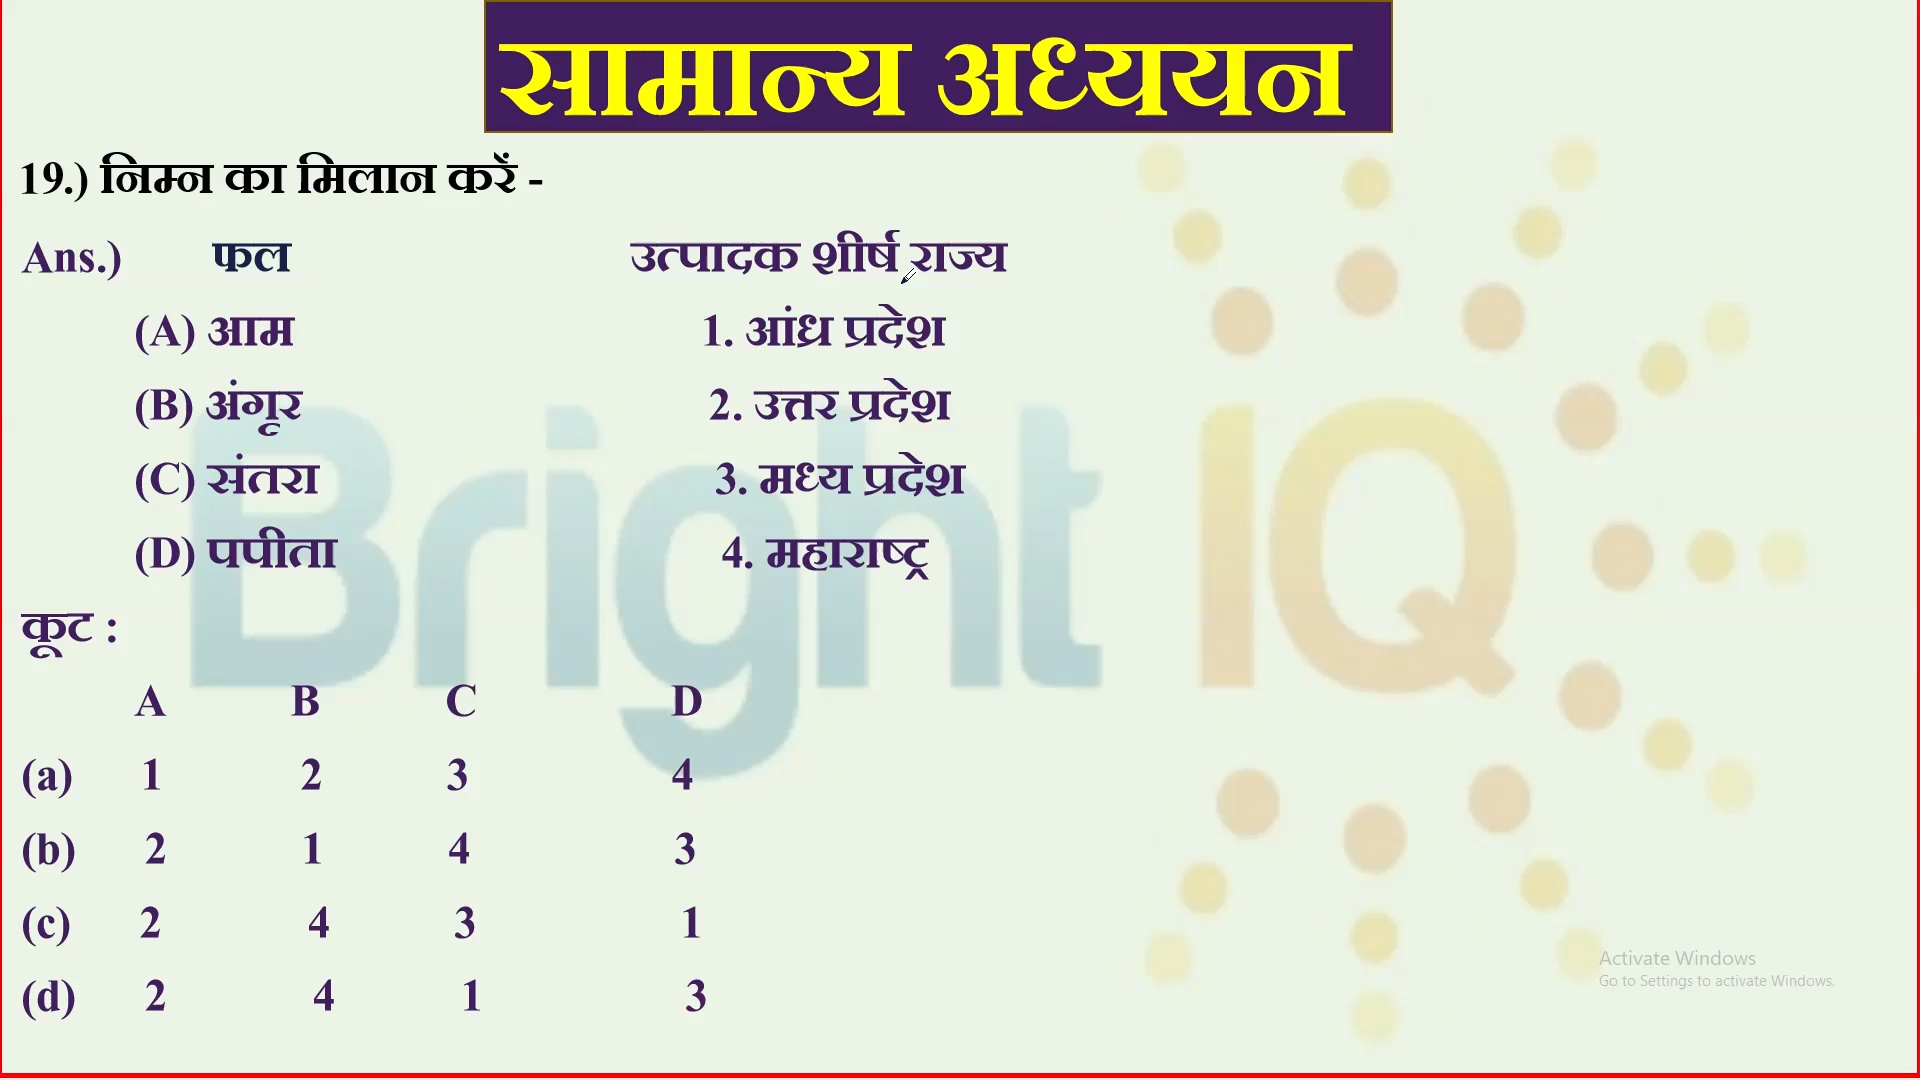 सामान्य अध्ययन
19.) निम्न का मिलान करें -
Ans.) फल उत्पादक शीर्ष राज्य
(A) आम 1. आंध्र प्रदेश
(B) अंगूर 2. उत्तर प्रदेश
(C) संतरा 3. मध्य प्रदेश
(D) पपीता 4. महाराष्ट्र
कूट :
A B C D
(a) 1 2 3 4
(b) 2 1 4 3
(c) 2 4 3 1
(d) 2 4 1 3
Bright IQ
Activate Windows
Go to Settings to activate Windows.